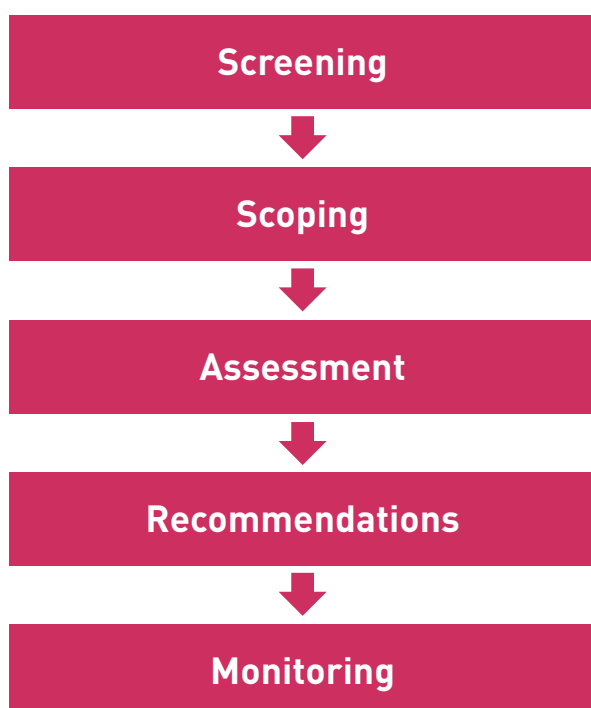 Screening
Scoping
Assessment
Recommendations
Monitoring